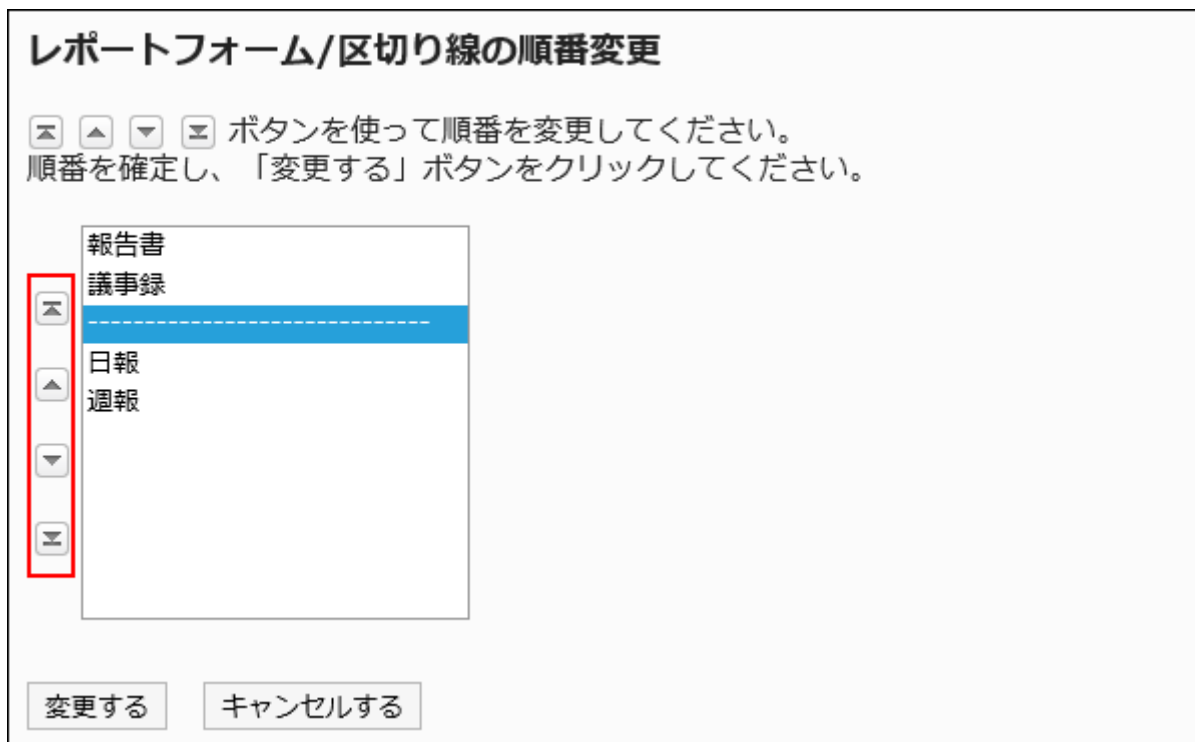 レポートフォーム/区切り線の順番変更
ボタンを使って順番を変更してください。
順番を確定し、「変更する」ボタンをクリックしてください。
報告書
議事録
------------------------------
日報
週報
変更する
キャンセルする